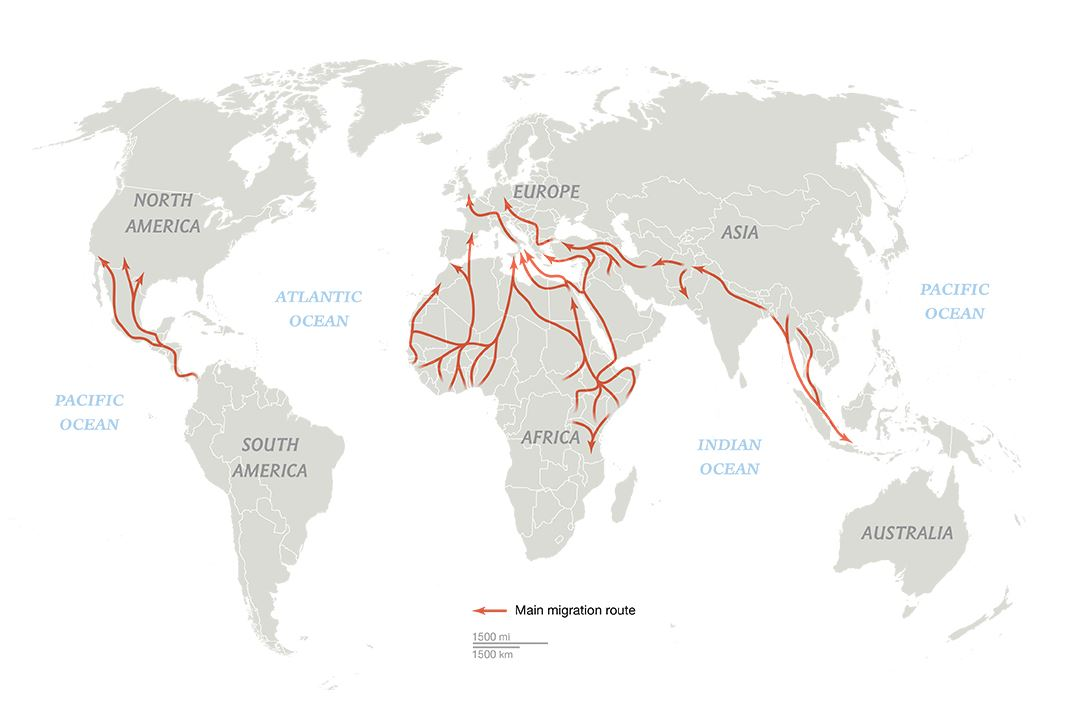 NORTH
AMERICA
EUROPE
ASIA
ATLANTIC
OCEAN
PACIFIC
OCEAN
PACIFIC
OCEAN
SOUTH
AMERICA
AFRICA
INDIAN
OCEAN
AUSTRALIA
Main migration route
1500 mi
1500 km